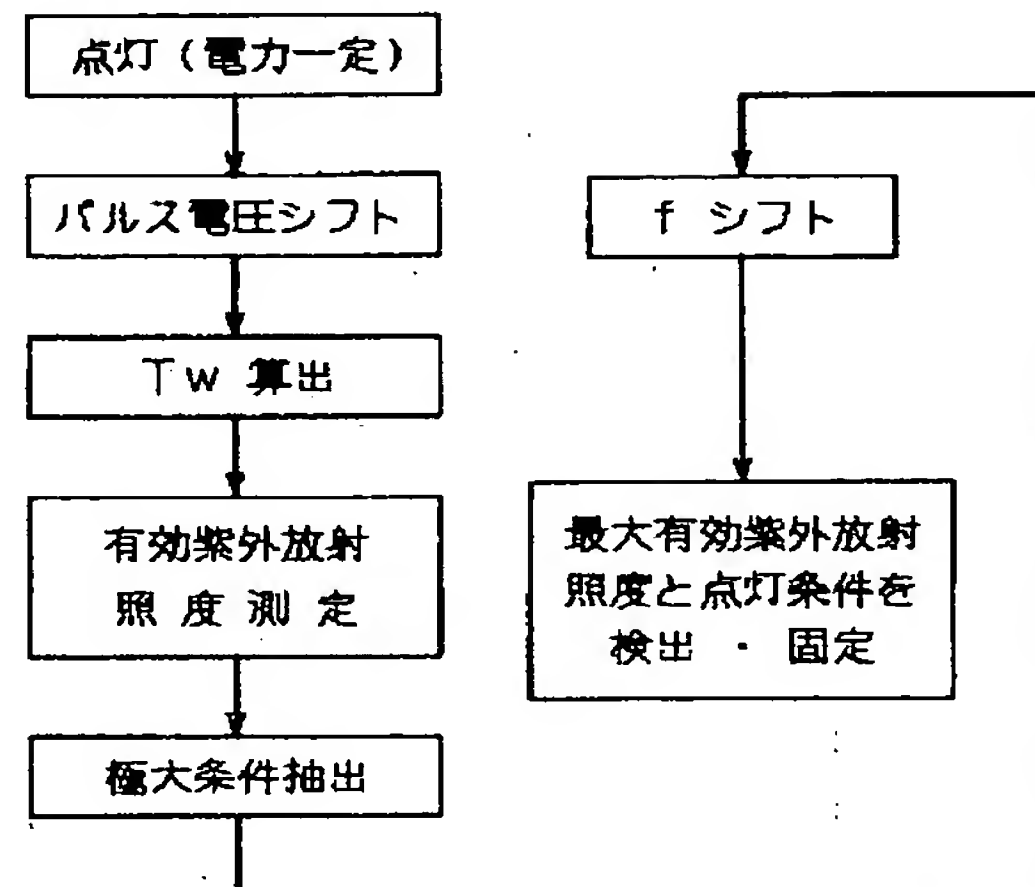 点灯（電力一定）
パルス電圧シフト
Ｔｗ 算出
有効紫外放射
照 度 測 定
極大条件抽出
ｆ シフト
最大有効紫外放射
照度と点灯条件を
検出 ・ 固定